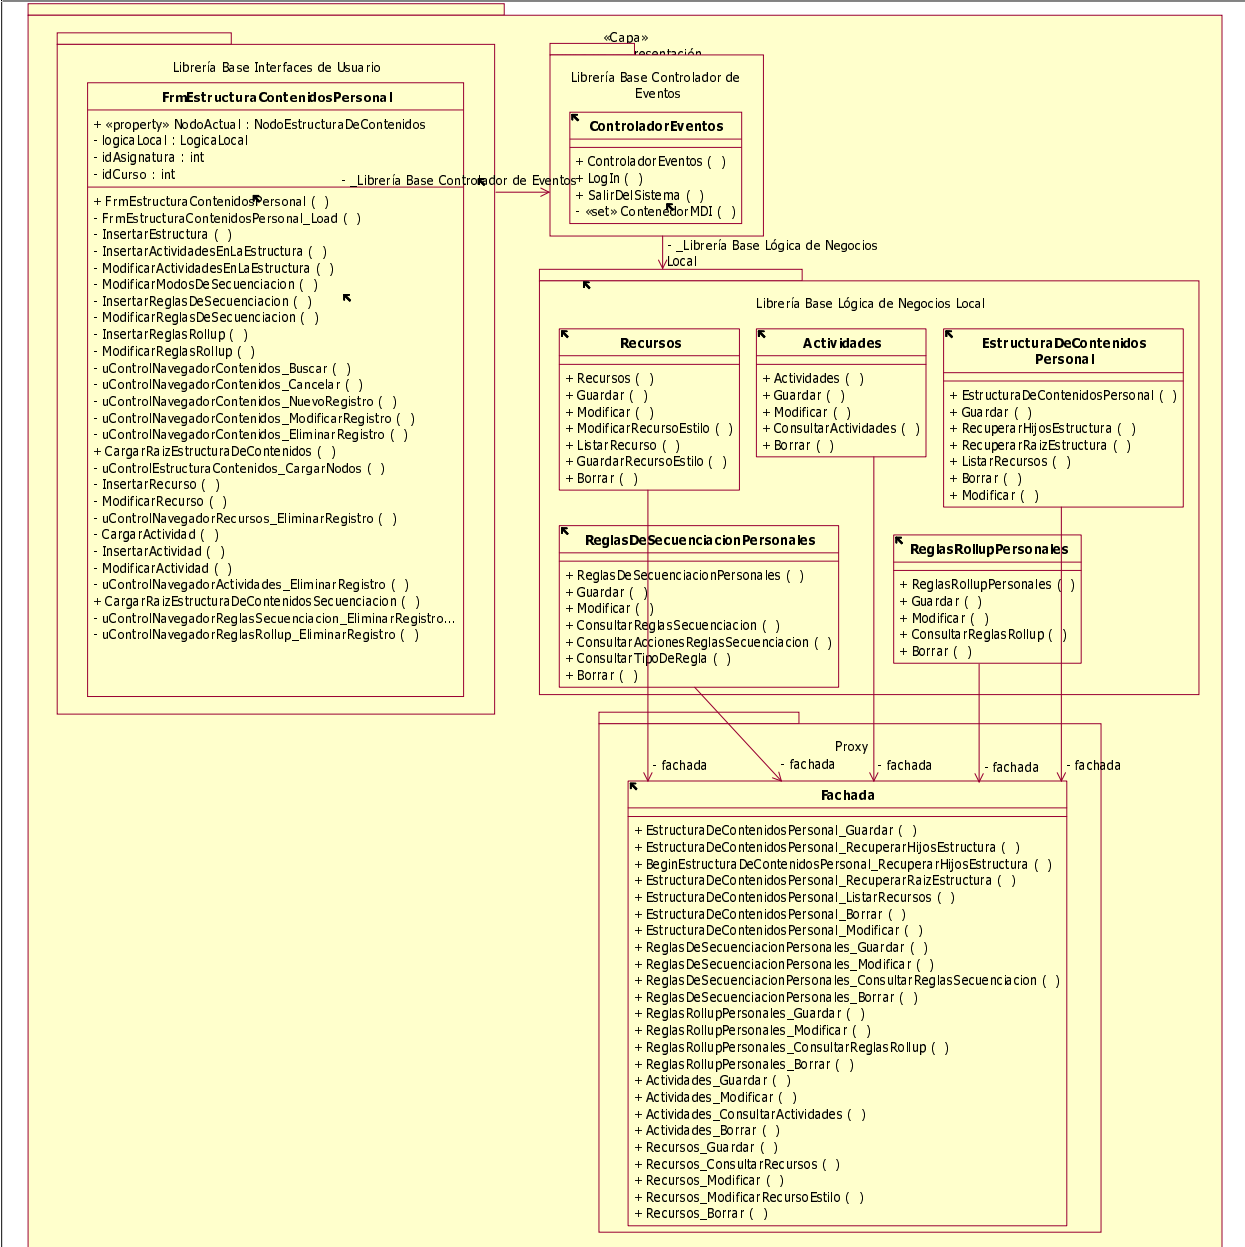 «Capa»
resentación
Librería Base Interfaces de Usuario
FrmEstructuraContenidosPersonal
+ «property» NodoActual : NodoEstructuraDeContenidos
- logicaLocal : LogicaLocal
- idAsignatura : int
- idCurso : int
+ FrmEstructuraContenidosPersonal ( )
- FrmEstructuraContenidosPersonal_Load ( )
- InsertarEstructura ( )
- InsertarActividadesEnLaEstructura ( )
- ModificarActividadesEnLaEstructura ( )
- ModificarModosDeSecuenciacion ( )
- InsertarReglasDeSecuenciacion ( )
- ModificarReglasDeSecuenciacion ( )
- InsertarReglasRollup ( )
- ModificarReglasRollup ( )
- uControlNavegadorContenidos_Buscar ( )
- uControlNavegadorContenidos_Cancelar ( )
- uControlNavegadorContenidos_NuevoRegistro ( )
- uControlNavegadorContenidos_ModificarRegistro ( )
- uControlNavegadorContenidos_EliminarRegistro ( )
+ CargarRaizEstructuraDeContenidos ( )
- uControlEstructuraContenidos_CargarNodos ( )
- InsertarRecurso ( )
- ModificarRecurso ( )
- uControlNavegadorRecursos_EliminarRegistro ( )
- CargarActividad ( )
- InsertarActividad ( )
- ModificarActividad ( )
- uControlNavegadorActividades_EliminarRegistro ( )
+ CargarRaizEstructuraDeContenidosSecuenciacion ( )
- uControlNavegadorReglasSecuenciacion_EliminarRegistro...
- uControlNavegadorReglasRollup_EliminarRegistro ( )
- _Librería Base Controlador de Eventos
Librería Base Controlador de
Eventos
ControladorEventos
+ ControladorEventos ( )
+ LogIn ( )
+ SalirDelSistema ( )
- «set» ContenedorMDI ( )
- _Librería Base Lógica de Negocios
Local
Librería Base Lógica de Negocios Local
Recursos
+ Recursos ( )
+ Guardar ( )
+ Modificar ( )
+ ModificarRecursoEstilo ( )
+ ListarRecurso ( )
+ GuardarRecursoEstilo ( )
+ Borrar ( )
Actividades
+ Actividades ( )
+ Guardar ( )
+ Modificar ( )
+ ConsultarActividades ( )
+ Borrar ( )
EstructuraDeContenidos
Personal
+ EstructuraDeContenidosPersonal ( )
+ Guardar ( )
+ RecuperarHijosEstructura ( )
+ RecuperarRaizEstructura ( )
+ ListarRecursos ( )
+ Borrar ( )
+ Modificar ( )
ReglasDeSecuenciacionPersonales
+ ReglasDeSecuenciacionPersonales ( )
+ Guardar ( )
+ Modificar ( )
+ ConsultarReglasSecuenciacion ( )
+ ConsultarAccionesReglasSecuenciacion ( )
+ ConsultarTipoDeRegla ( )
+ Borrar ( )
ReglasRollupPersonales
+ ReglasRollupPersonales ( )
+ Guardar ( )
+ Modificar ( )
+ ConsultarReglasRollup ( )
+ Borrar ( )
Proxy
- fachada
- fachada
- fachada
- fachada
- fachada
Fachada
+ EstructuraDeContenidosPersonal_Guardar ( )
+ EstructuraDeContenidosPersonal_RecuperarHijosEstructura ( )
+ BeginEstructuraDeContenidosPersonal_RecuperarHijosEstructura ( )
+ EstructuraDeContenidosPersonal_RecuperarRaizEstructura ( )
+ EstructuraDeContenidosPersonal_ListarRecursos ( )
+ EstructuraDeContenidosPersonal_Borrar ( )
+ EstructuraDeContenidosPersonal_Modificar ( )
+ ReglasDeSecuenciacionPersonales_Guardar ( )
+ ReglasDeSecuenciacionPersonales_Modificar ( )
+ ReglasDeSecuenciacionPersonales_ConsultarReglasSecuenciacion ( )
+ ReglasDeSecuenciacionPersonales_Borrar ( )
+ ReglasRollupPersonales_Guardar ( )
+ ReglasRollupPersonales_Modificar ( )
+ ReglasRollupPersonales_ConsultarReglasRollup ( )
+ ReglasRollupPersonales_Borrar ( )
+ Actividades_Guardar ( )
+ Actividades_Modificar ( )
+ Actividades_ConsultarActividades ( )
+ Actividades_Borrar ( )
+ Recursos_Guardar ( )
+ Recursos_ConsultarRecursos ( )
+ Recursos_Modificar ( )
+ Recursos_ModificarRecursoEstilo ( )
+ Recursos_Borrar ( )